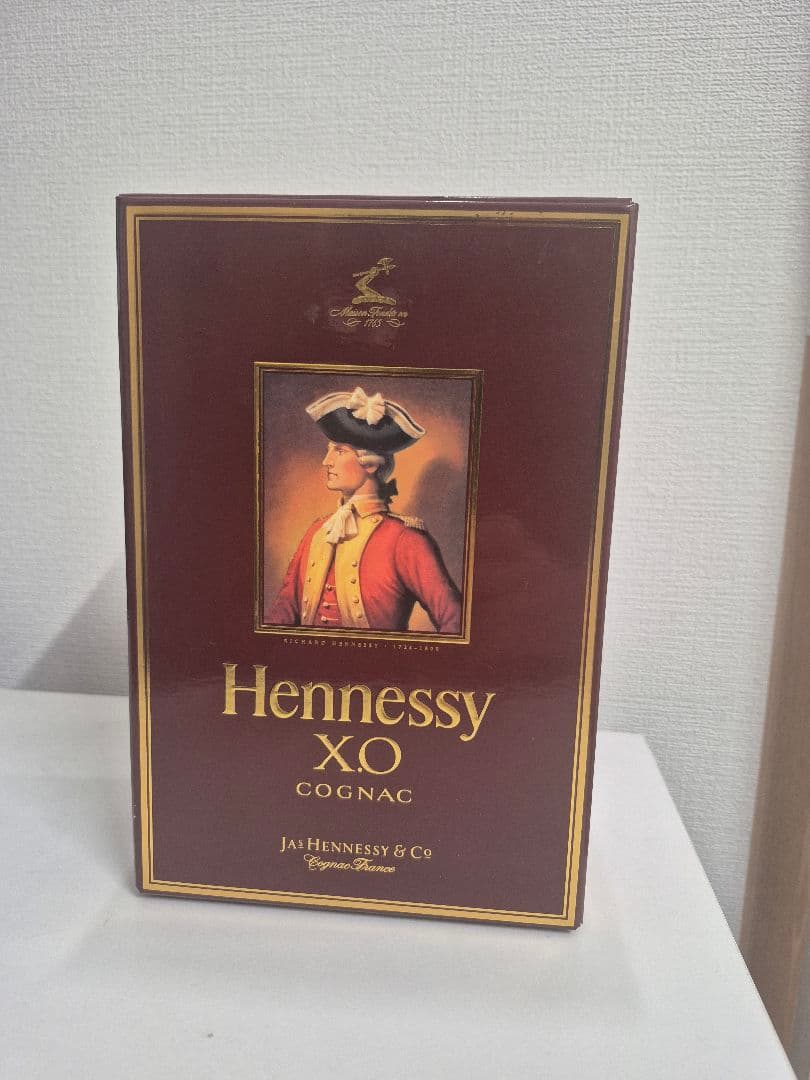 Maison Fondée en
1765
RICHARD HENNESSY · 1724-1800
Hennessy
X.O
COGNAC
JAS HENNESSY & Co
Cognac France